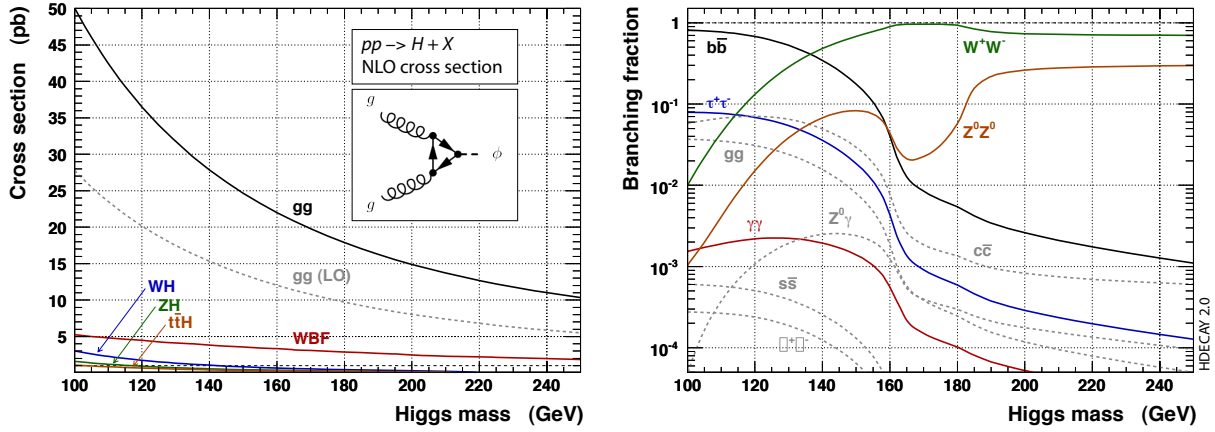 Cross section (pb)
50
45
40
35
30
25
20
15
10
5
pp -> H + X
NLO cross section
g
g
ϕ
gg
gg (LO)
WH
ZH
tt̄H
WBF
100 120 140 160 180 200 220 240
Higgs mass (GeV)
Branching fraction
1
10⁻¹
10⁻²
10⁻³
10⁻⁴
bb̄
W⁺W⁻
τ⁺τ⁻
Z⁰Z⁰
gg
γγ
Z⁰γ
cc̄
ss̄
□⁺□⁻
HDECAY 2.0
100 120 140 160 180 200 220 240
Higgs mass (GeV)